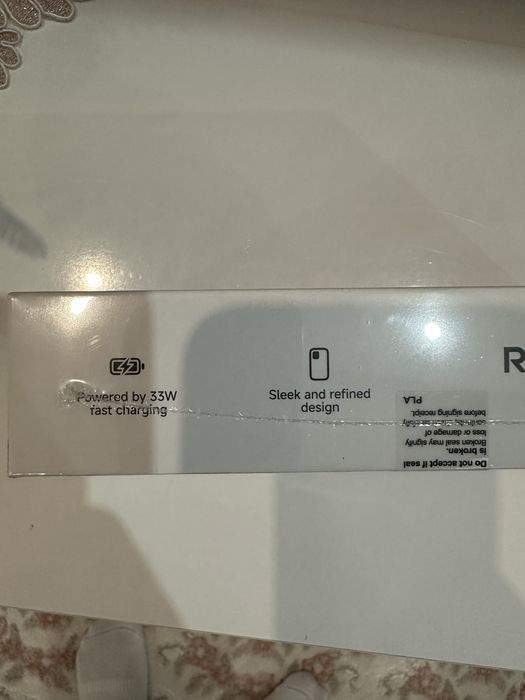 Powered by 33W
fast charging
Sleek and refined
design
R
Do not accept if seal
is broken.
Broken seal may signify
loss or damage of
before signing receipt.
PLA